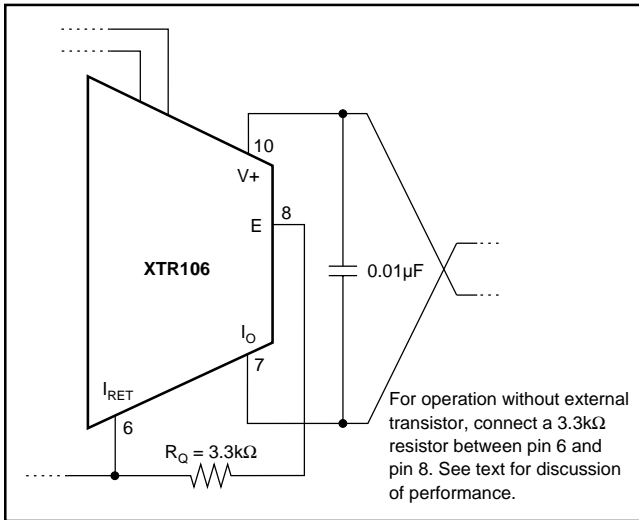 10
V+
8
E
XTR106
0.01µF
I_O
7
I_RET
6
R_Q = 3.3kΩ
For operation without external
transistor, connect a 3.3kΩ
resistor between pin 6 and
pin 8. See text for discussion
of performance.